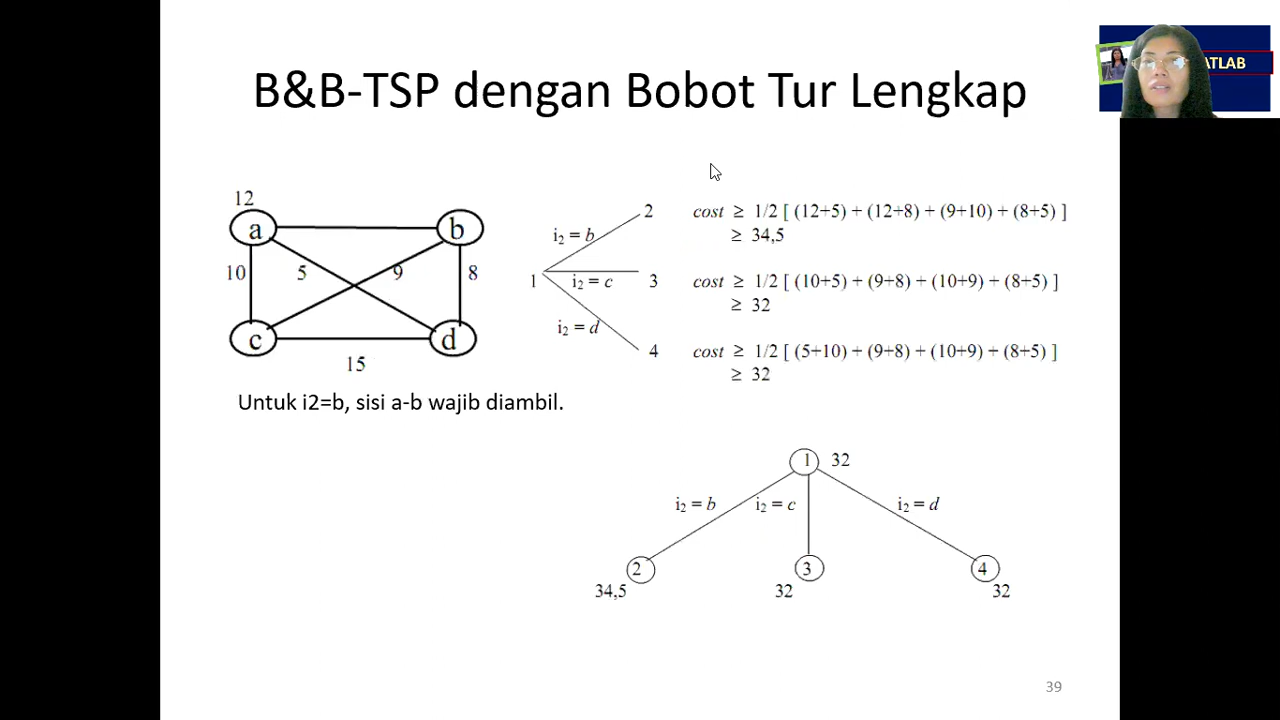 B&B-TSP dengan Bobot Tur Lengkap
ATLAB
12
a
b
10
5
9
8
c
d
15
1
i₂ = b
i₂ = c
i₂ = d
2 cost ≥ 1/2 [ (12+5) + (12+8) + (9+10) + (8+5) ]
≥ 34,5
3 cost ≥ 1/2 [ (10+5) + (9+8) + (10+9) + (8+5) ]
≥ 32
4 cost ≥ 1/2 [ (5+10) + (9+8) + (10+9) + (8+5) ]
≥ 32
Untuk i2=b, sisi a-b wajib diambil.
1 32
i₂ = b
i₂ = c
i₂ = d
2
3
4
34,5
32
32
39